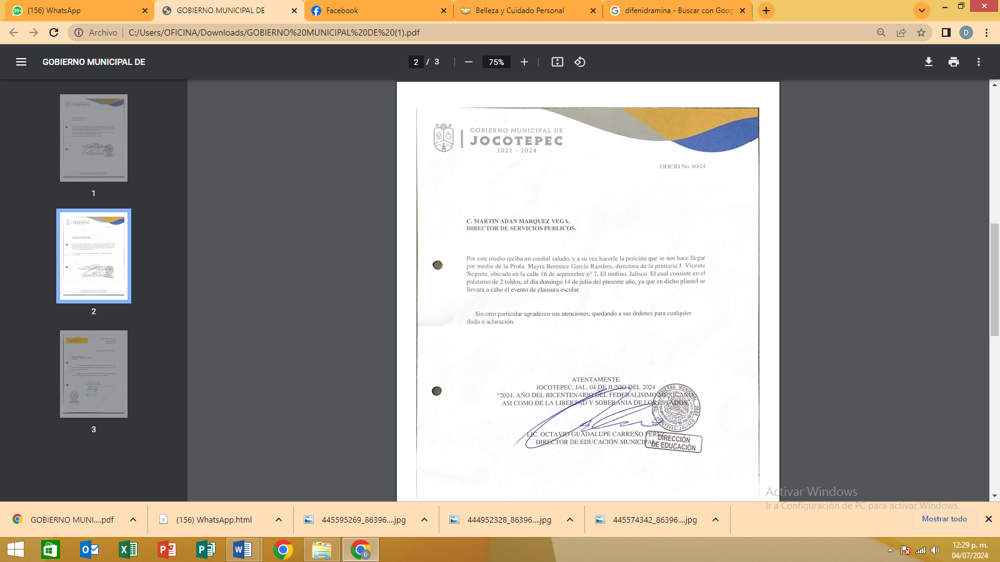 (156) WhatsApp
GOBIERNO MUNICIPAL DE
Facebook
Belleza y Cuidado Personal
difenidramina - Buscar con Goog
Archivo
C:/Users/OFICINA/Downloads/GOBIERNO%20MUNICIPAL%20DE%20(1).pdf
D
GOBIERNO MUNICIPAL DE
2 / 3
75%
1
2
3
GOBIERNO MUNICIPAL DE
JOCOTEPEC
2021 - 2024
OFICIO No. 60/24
C. MARTIN ADAN MARQUEZ VEGA.
DIRECTOR DE SERVICIOS PUBLICOS.
Por este medio reciba un cordial saludo, y a su vez hacerle la petición que se nos hace llegar
por medio de la Profa. Mayra Berenice García Ramírez, directora de la primaria J. Vicente
Negrete, ubicada en la calle 16 de septiembre n° 7, El molino, Jalisco. El cual consiste en el
préstamo de 2 toldos, el dia domingo 14 de julio del presente año, ya que en dicho plantel se
llevara a cabo el evento de clausura escolar.
Sin otro particular agradezco sus atenciones, quedando a sus órdenes para cualquier
duda o aclaración.
ATENTAMENTE
JOCOTEPEC, JAL. 04 DE JUNIO DEL 2024
“2024, AÑO DEL BICENTENARIO DEL FEDERALISIMO MEXICANO
ASI COMO DE LA LIBERTAD Y SOBERANIA DE LOS ESTADOS
LIC. OCTAVIO GUADALUPE CARREÑO PEREZ
DIRECTOR DE EDUCACIÓN MUNICIPAL
GOBIERNO MUNICIPAL
2024
JOCOTEPEC, JALISCO
DIRECCIÓN
DE EDUCACIÓN
Activar Windows
Ir a Configuración de PC para activar Windows.
GOBIERNO MUNI....pdf
(156) WhatsApp.html
445595269_86396....jpg
444952328_86396....jpg
445574342_86396....jpg
Mostrar todo
12:29 p. m.
04/07/2024